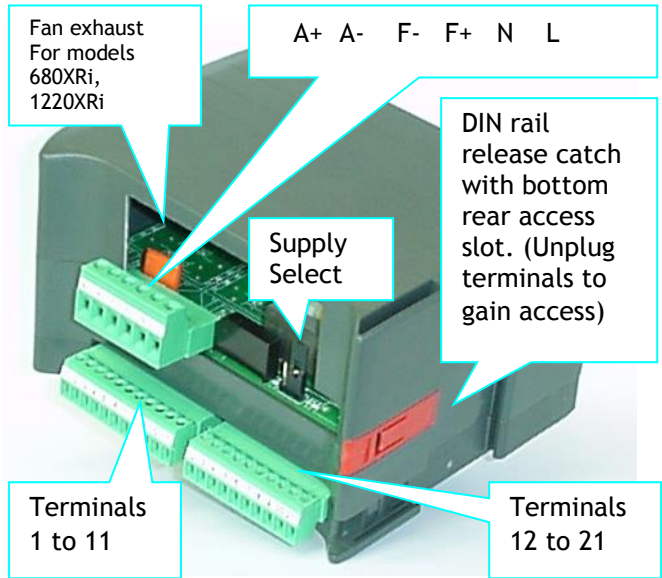 Fan exhaust
For models
680XRi,
1220XRi
A+ A- F- F+ N L
DIN rail
release catch
with bottom
rear access
slot. (Unplug
terminals to
gain access)
Supply
Select
Terminals
1 to 11
Terminals
12 to 21